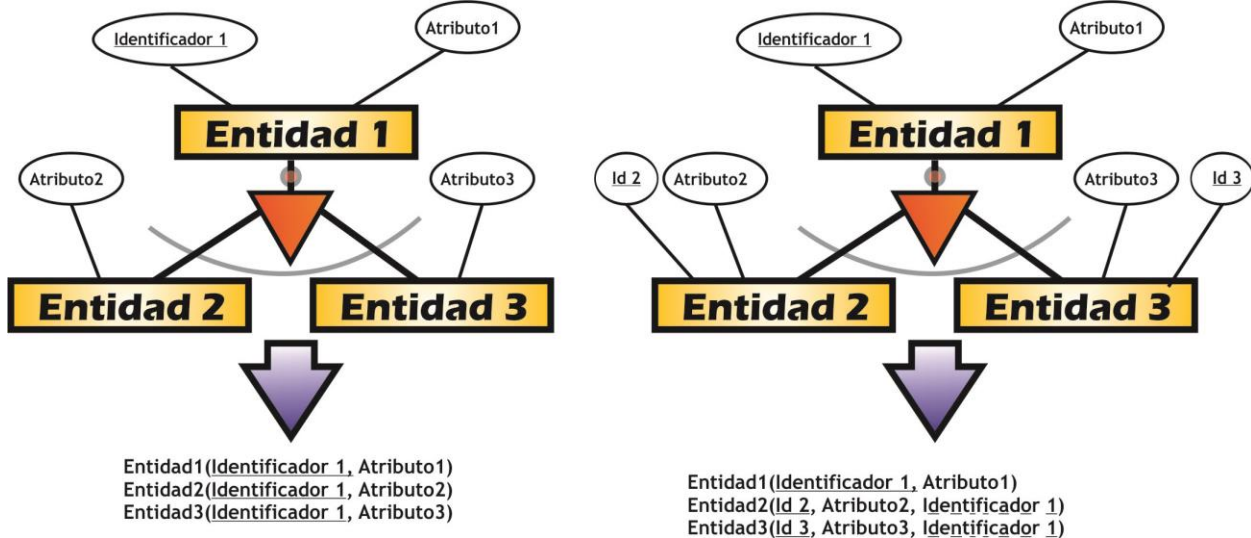 Identificador 1
Atributo1
Entidad 1
Atributo2
Atributo3
Entidad 2
Entidad 3
Entidad1(Identificador 1, Atributo1)
Entidad2(Identificador 1, Atributo2)
Entidad3(Identificador 1, Atributo3)
Identificador 1
Atributo1
Entidad 1
Id 2
Atributo2
Atributo3
Id 3
Entidad 2
Entidad 3
Entidad1(Identificador 1, Atributo1)
Entidad2(Id 2, Atributo2, Identificador 1)
Entidad3(Id 3, Atributo3, Identificador 1)